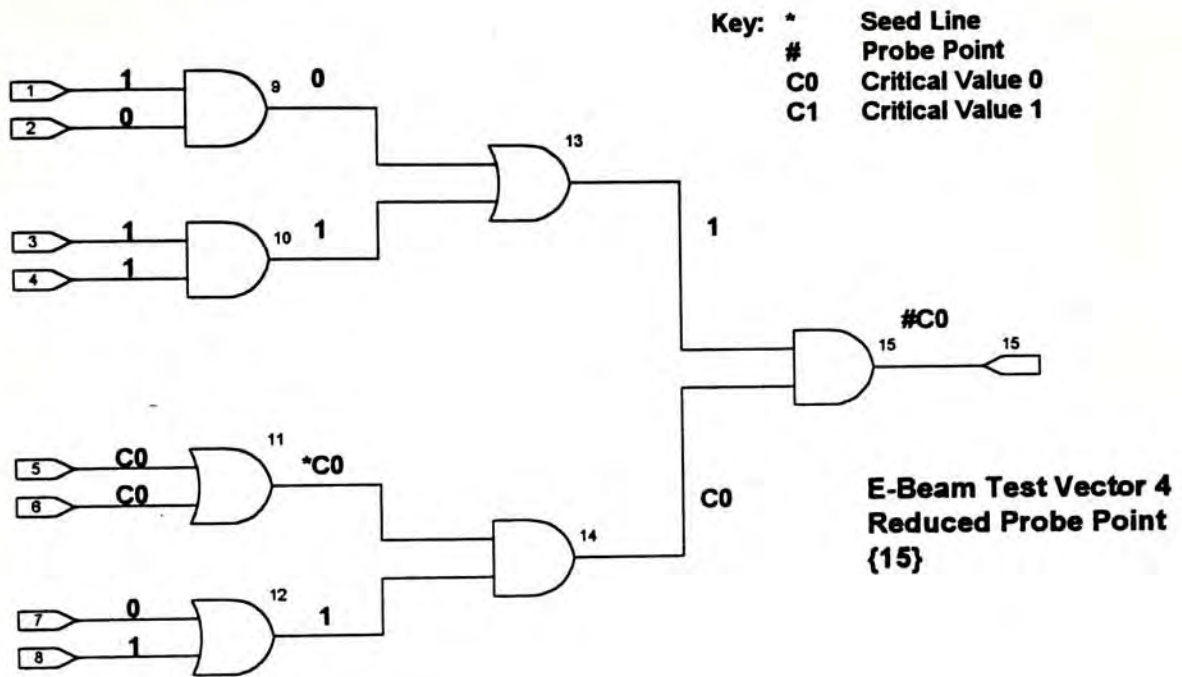 Key: * Seed Line
# Probe Point
C0 Critical Value 0
C1 Critical Value 1
1 1 9 0
2 0
13
3 1 10 1
4 1
1
#C0
15 15
5 C0 11 *C0
6 C0
C0
14
7 0 12 1
8 1
E-Beam Test Vector 4
Reduced Probe Point
{15}